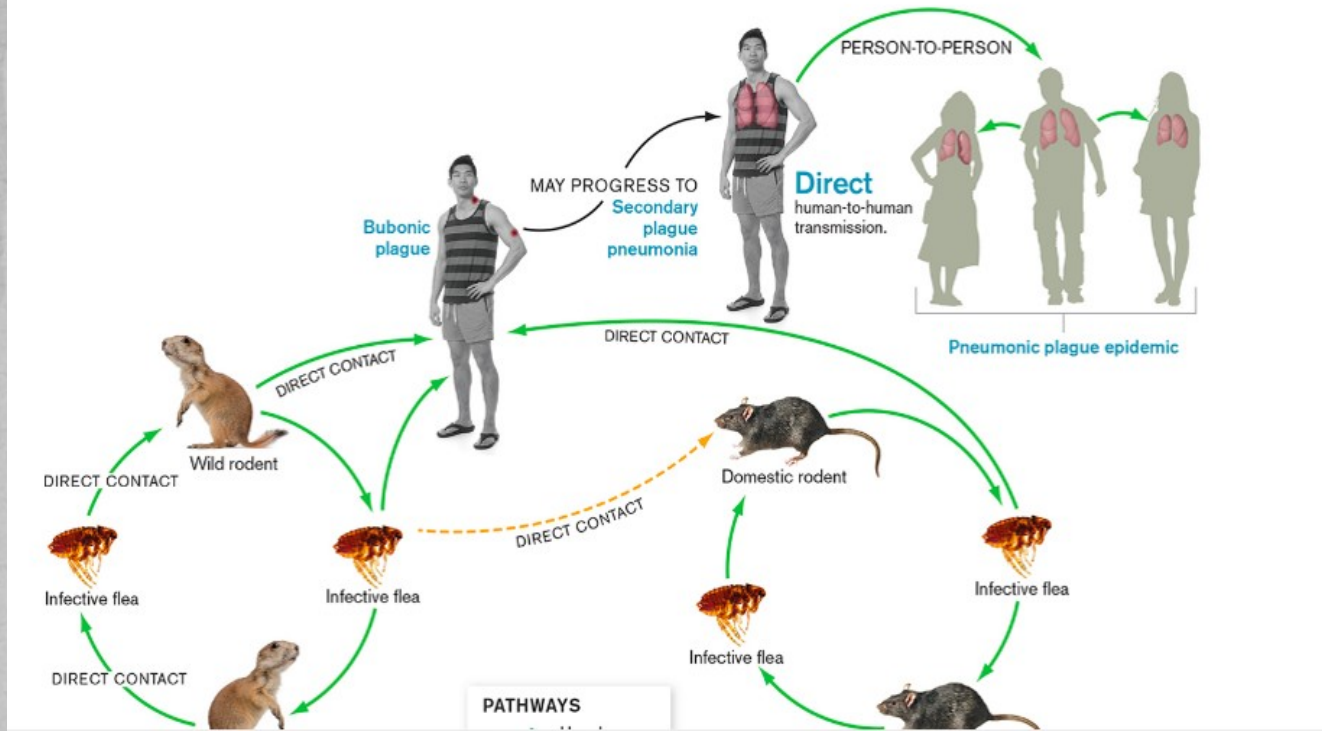 PERSON-TO-PERSON
MAY PROGRESS TO
Secondary
plague
pneumonia
Direct
human-to-human
transmission.
Bubonic
plague
Pneumonic plague epidemic
DIRECT CONTACT
DIRECT CONTACT
Wild rodent
DIRECT CONTACT
Domestic rodent
DIRECT CONTACT
Infective flea
Infective flea
Infective flea
Infective flea
DIRECT CONTACT
PATHWAYS